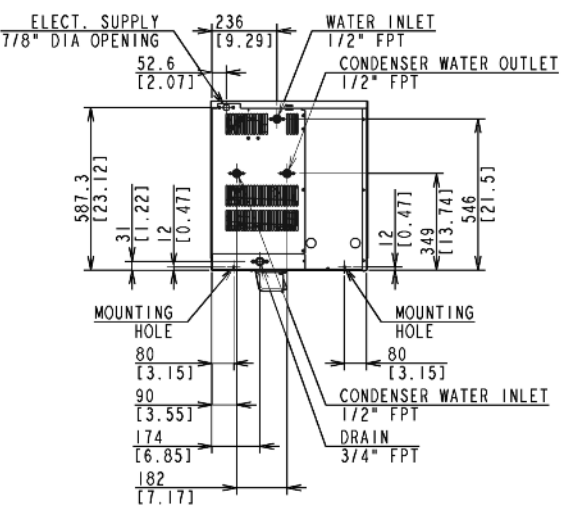 ELECT. SUPPLY
7/8" DIA OPENING
236
[9.29]
WATER INLET
1/2" FPT
52.6
[2.07]
CONDENSER WATER OUTLET
1/2" FPT
587.3
[23.12]
31
[1.22]
12
[0.47]
12
[0.47]
349
[13.74]
546
[21.5]
MOUNTING
HOLE
MOUNTING
HOLE
80
[3.15]
80
[3.15]
90
[3.55]
CONDENSER WATER INLET
1/2" FPT
174
[6.85]
DRAIN
3/4" FPT
182
[7.17]